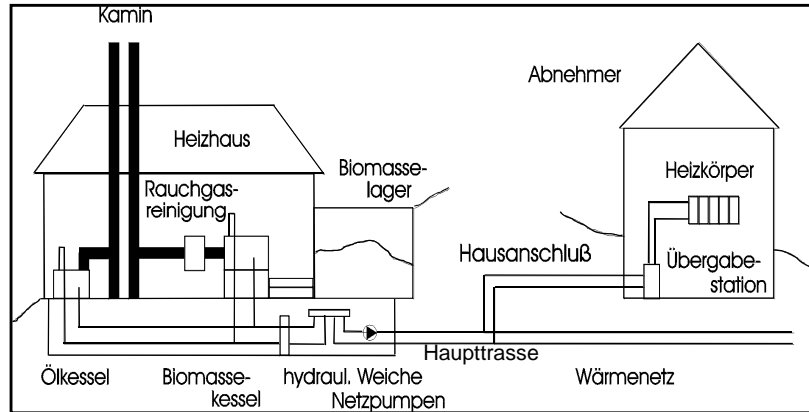 Kamin
Abnehmer
Heizhaus
Biomasse-
lager
Heizkörper
Rauchgas-
reinigung
Hausanschluß
Übergabe-
station
Haupttrasse
Ölkessel
Biomasse-
kessel
hydraul. Weiche
Netzpumpen
Wärmenetz